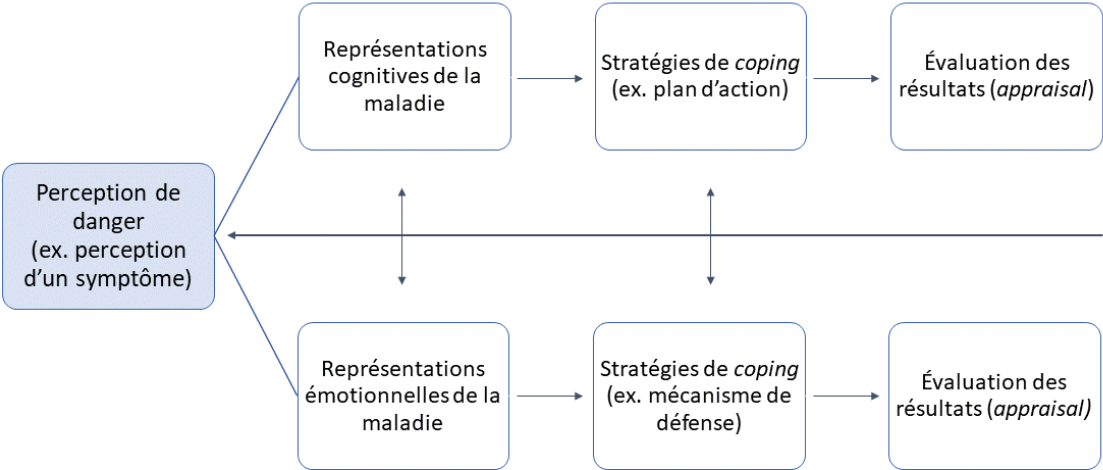 Représentations
cognitives de la
maladie
Stratégies de coping
(ex. plan d'action)
Évaluation des
résultats (appraisal)
Perception de
danger
(ex. perception
d'un symptôme)
Représentations
émotionnelles de la
maladie
Stratégies de coping
(ex. mécanisme de
défense)
Évaluation des
résultats (appraisal)